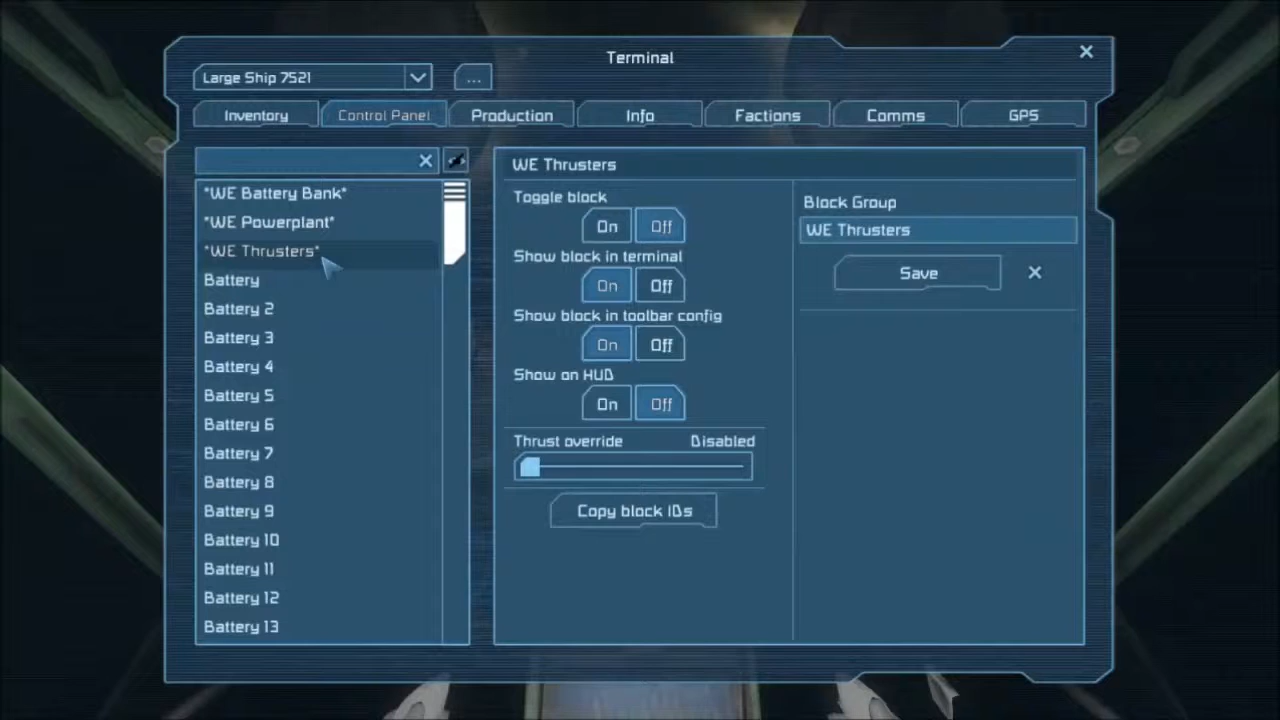 Terminal
Large Ship 7521
...
Inventory
Control Panel
Production
Info
Factions
Comms
GPS
*WE Battery Bank*
*WE Powerplant*
*WE Thrusters*
Battery
Battery 2
Battery 3
Battery 4
Battery 5
Battery 6
Battery 7
Battery 8
Battery 9
Battery 10
Battery 11
Battery 12
Battery 13
WE Thrusters
Toggle block
On Off
Show block in terminal
On Off
Show block in toolbar config
On Off
Show on HUD
On Off
Thrust override Disabled
Copy block IDs
Block Group
WE Thrusters
Save